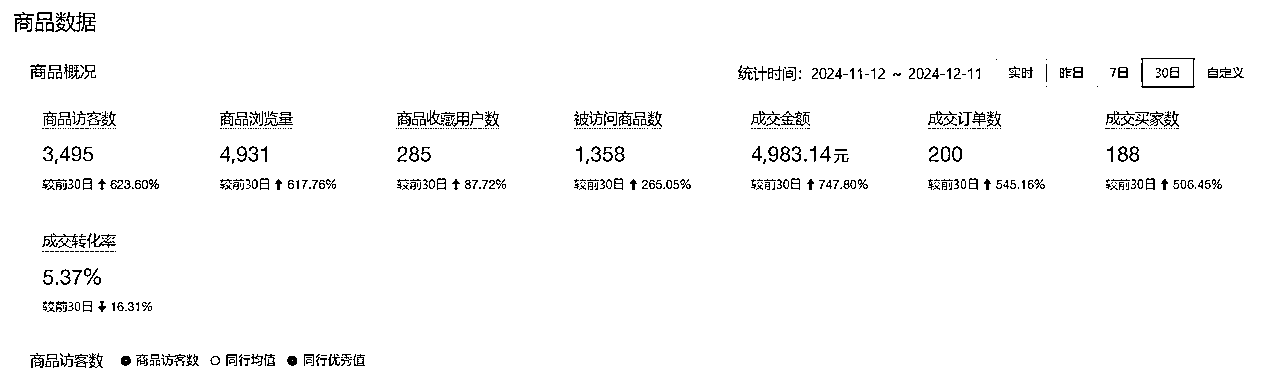 商品数据
商品概况 统计时间：2024-11-12 ~ 2024-12-11 实时 昨日 7日 30日 自定义
商品访客数 商品浏览量 商品收藏用户数 被访问商品数 成交金额 成交订单数 成交买家数
3,495 4,931 285 1,358 4,983.14元 200 188
较前30日 ↑ 623.60% 较前30日 ↑ 617.76% 较前30日 ↑ 87.72% 较前30日 ↑ 265.05% 较前30日 ↑ 747.80% 较前30日 ↑ 545.16% 较前30日 ↑ 506.45%
成交转化率
5.37%
较前30日 ↓ 16.31%
商品访客数 商品访客数 同行均值 同行优秀值